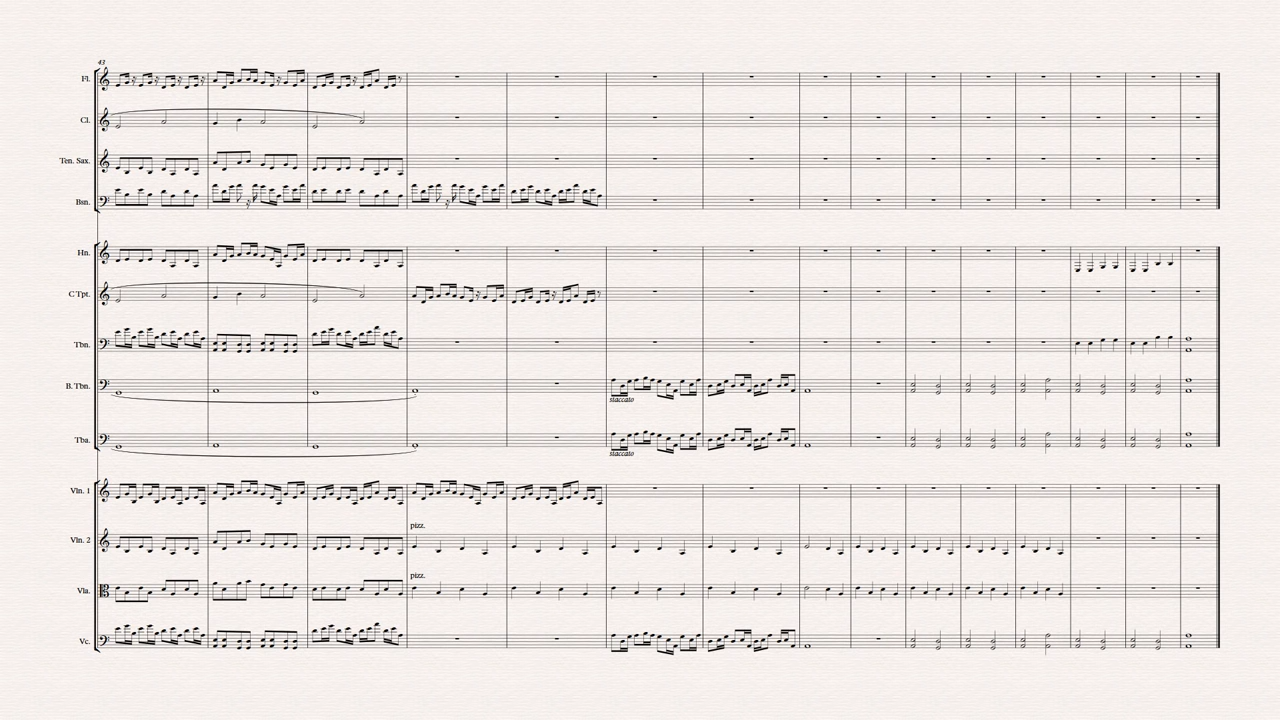 43
Fl.
Cl.
Ten. Sax.
Bsn.
Hn.
C Tpt.
Tbn.
B. Tbn.
staccato
Tba.
staccato
Vln. 1
pizz.
Vln. 2
pizz.
Vla.
Vc.